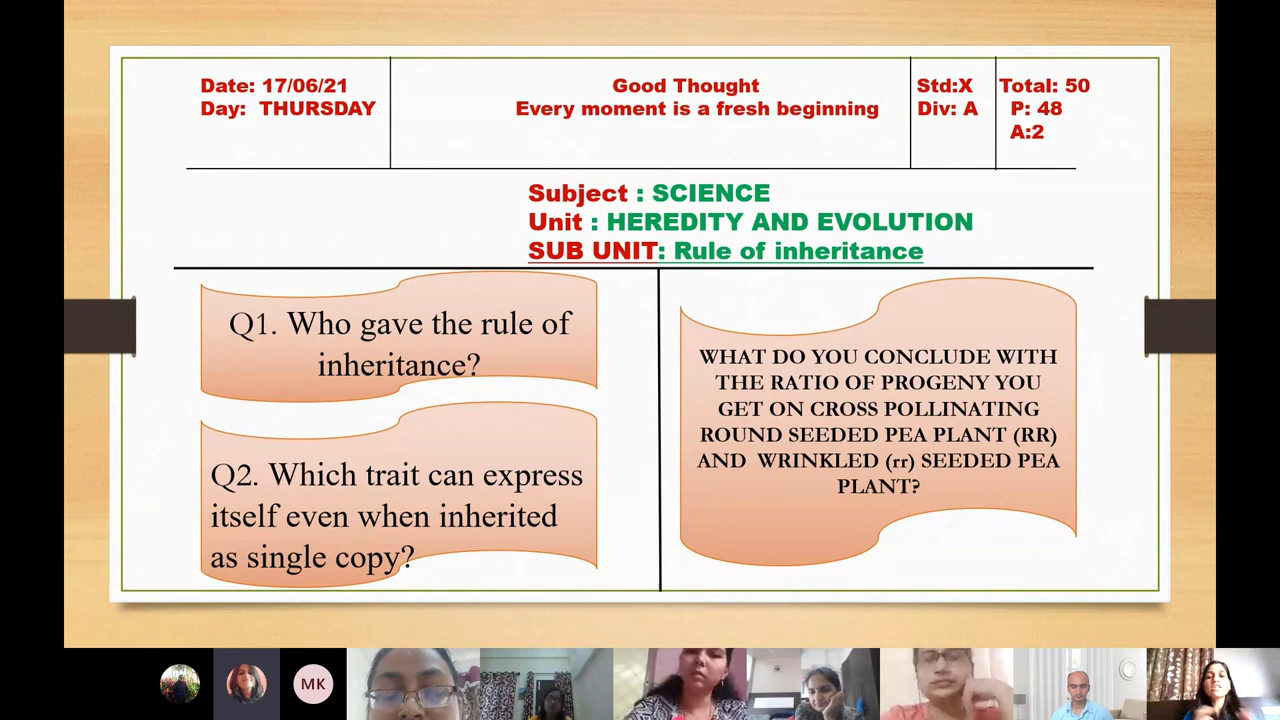 Date: 17/06/21
Day: THURSDAY
Good Thought
Every moment is a fresh beginning
Std:X
Div: A
Total: 50
P: 48
A:2
Subject : SCIENCE
Unit : HEREDITY AND EVOLUTION
SUB UNIT: Rule of inheritance
Q1. Who gave the rule of
inheritance?
Q2. Which trait can express
itself even when inherited
as single copy?
WHAT DO YOU CONCLUDE WITH
THE RATIO OF PROGENY YOU
GET ON CROSS POLLINATING
ROUND SEEDED PEA PLANT (RR)
AND WRINKLED (rr) SEEDED PEA
PLANT?
MK